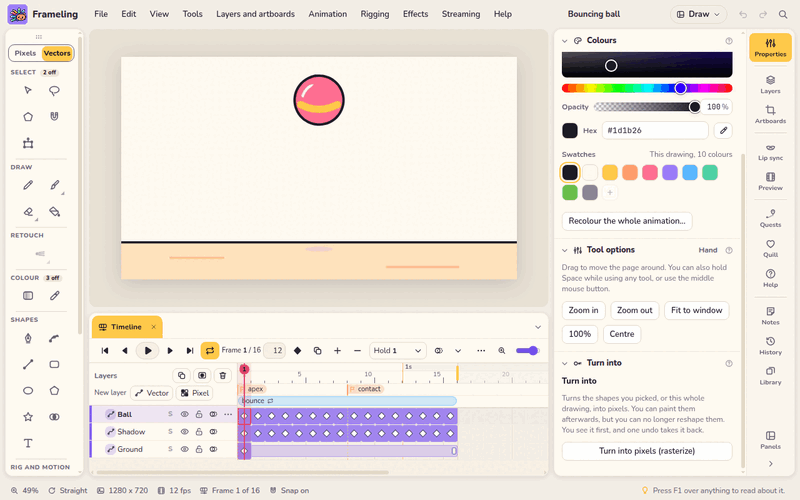 Frameling File Edit View Tools Layers and artboards Animation Rigging Effects Streaming Help Bouncing ball Draw
Pixels Vectors
SELECT 2 off
DRAW
RETOUCH
COLOUR 3 off
SHAPES
T
RIG AND MOTION
Timeline
Frame 1 / 16 12 Hold 1
Layers
New layer Vector Pixel
1 5 10 1s 15 20
apex contact
bounce
Ball S
Shadow S
Ground S
Colours
Opacity 100 %
Hex #1d1b26
Swatches This drawing, 10 colours
Recolour the whole animation...
Tool options Hand
Drag to move the page around. You can also hold
Space while using any tool, or use the middle
mouse button.
Zoom in Zoom out Fit to window
100% Centre
Turn into
Turn into
Turns the shapes you picked, or this whole
drawing, into pixels. You can paint them
afterwards, but you can no longer reshape them.
You see it first, and one undo takes it back.
Turn into pixels (rasterize)
Properties
Layers
Artboards
Lip sync
Preview
Quests
Quill
Help
Notes
History
Library
Panels
49% Straight 1280 x 720 12 fps Frame 1 of 16 Snap on Press F1 over anything to read about it.